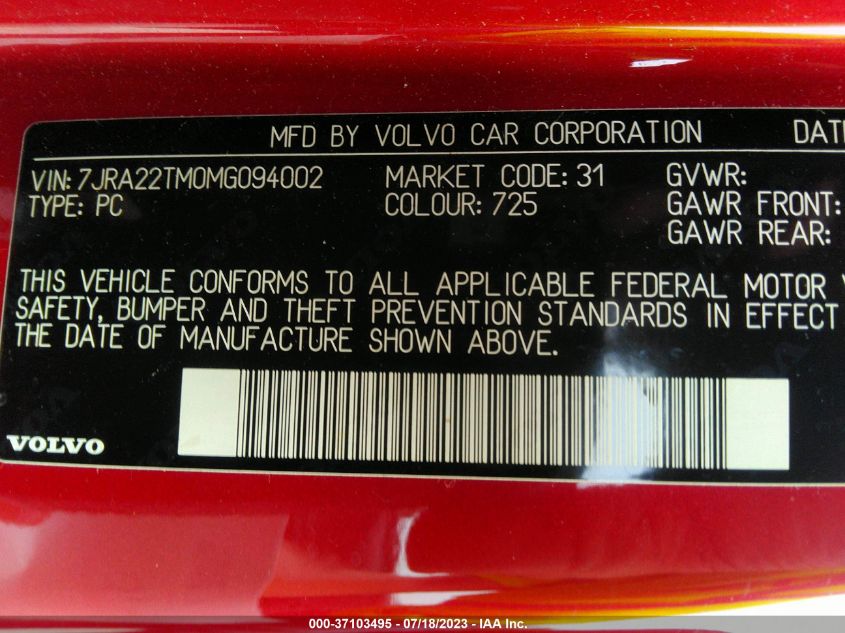 MFD BY VOLVO CAR CORPORATION DATE
VIN: 7JRA22TM0MG094002 MARKET CODE: 31 GVWR:
TYPE: PC COLOUR: 725 GAWR FRONT:
GAWR REAR:
THIS VEHICLE CONFORMS TO ALL APPLICABLE FEDERAL MOTOR V
SAFETY, BUMPER AND THEFT PREVENTION STANDARDS IN EFFECT
THE DATE OF MANUFACTURE SHOWN ABOVE.
VOLVO
000-37103495 - 07/18/2023 - IAA Inc.